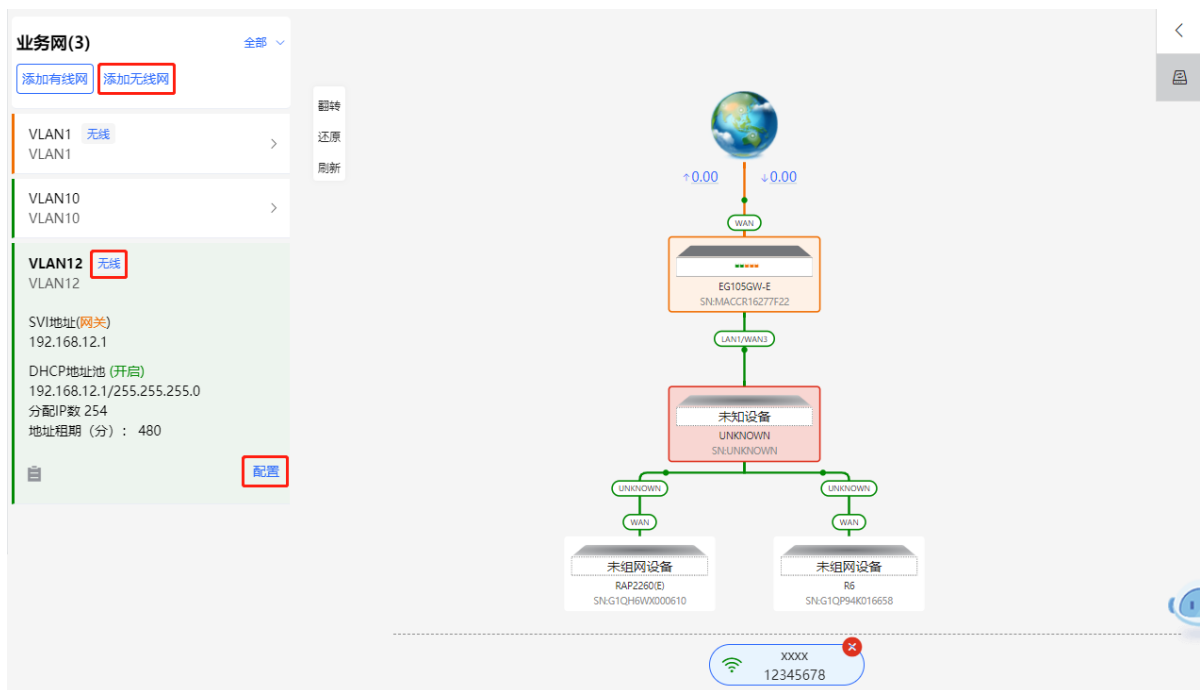 业务网(3)
全部
添加有线网
添加无线网
VLAN1 无线
VLAN1
VLAN10
VLAN10
VLAN12 无线
VLAN12
SVI地址(网关)
192.168.12.1
DHCP地址池 (开启)
192.168.12.1/255.255.255.0
分配IP数 254
地址租期（分）： 480
配置
翻转
还原
刷新
↑0.00
↓0.00
WAN
EG105GW-E
SN:MACCR16277F22
LAN1/WAN3
未知设备
UNKNOWN
SN:UNKNOWN
UNKNOWN
UNKNOWN
WAN
WAN
未组网设备
RAP2260(E)
SN:G1QH6WX000610
未组网设备
R6
SN:G1QP94K016658
XXXX
12345678